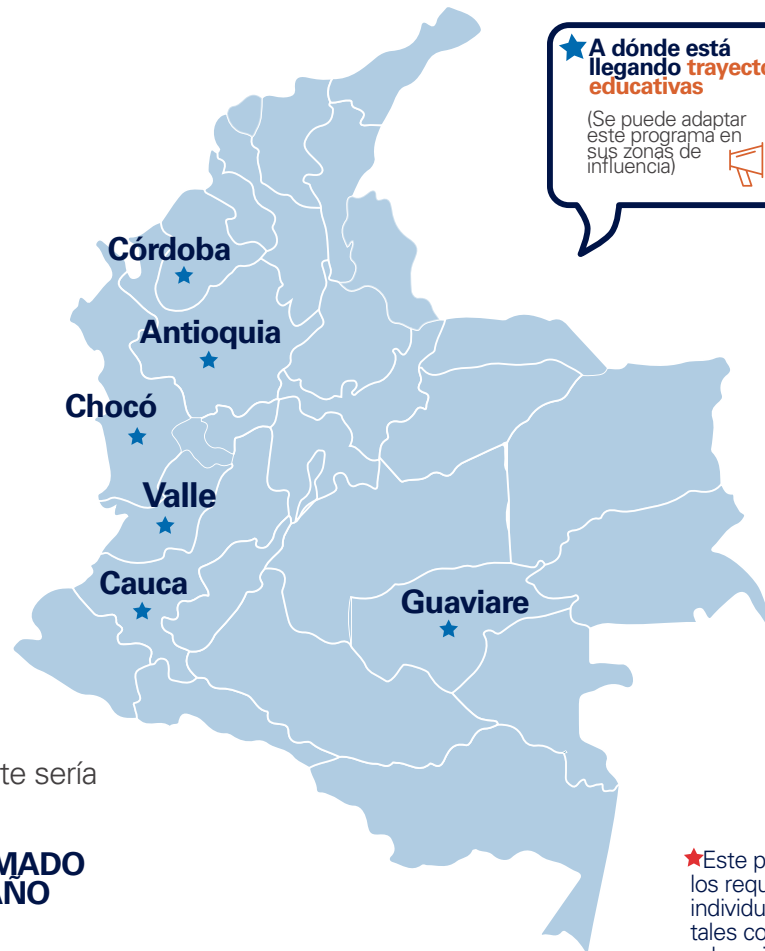 A dónde está
llegando
educativas
(Se puede adaptar
este programa en
sus zonas de
influencia)
Córdoba
Antioquia
Chocó
Valle
Cauca
Guaviare
te sería
MADO
AÑO
Este p
los requ
individu
tales co